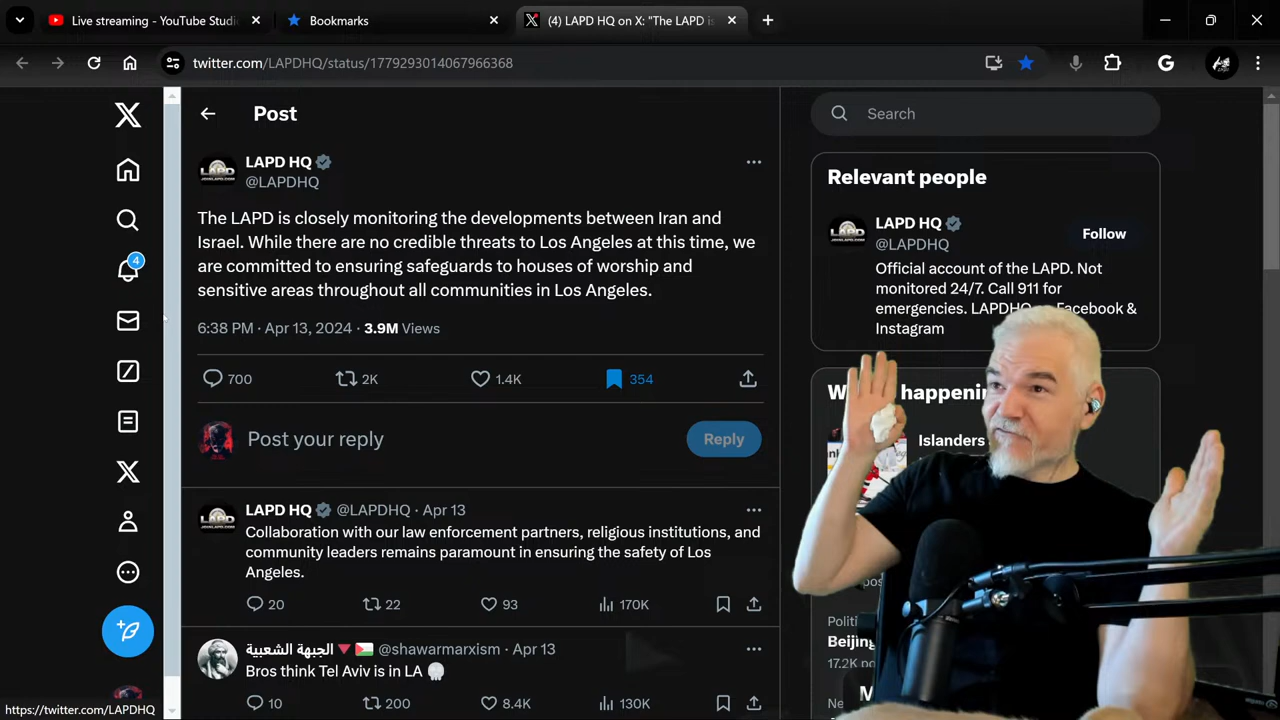 Live streaming - YouTube Studi
Bookmarks
(4) LAPD HQ on X: "The LAPD is
twitter.com/LAPDHQ/status/1779293014067966368
Post
Search
LAPD HQ
@LAPDHQ
The LAPD is closely monitoring the developments between Iran and
Israel. While there are no credible threats to Los Angeles at this time, we
are committed to ensuring safeguards to houses of worship and
sensitive areas throughout all communities in Los Angeles.
6:38 PM · Apr 13, 2024 · 3.9M Views
700 2K 1.4K 354
Post your reply
Reply
LAPD HQ @LAPDHQ · Apr 13
Collaboration with our law enforcement partners, religious institutions, and
community leaders remains paramount in ensuring the safety of Los
Angeles.
20 22 93 170K
الجبهة الشعبية @shawarmarxism · Apr 13
Bros think Tel Aviv is in LA
10 200 8.4K 130K
Relevant people
LAPD HQ
@LAPDHQ
Follow
Official account of the LAPD. Not
monitored 24/7. Call 911 for
emergencies. LAPDHQ on Facebook &
Instagram
happenin
Islanders
Politi
Beijing
17.2K po
4
https://twitter.com/LAPDHQ